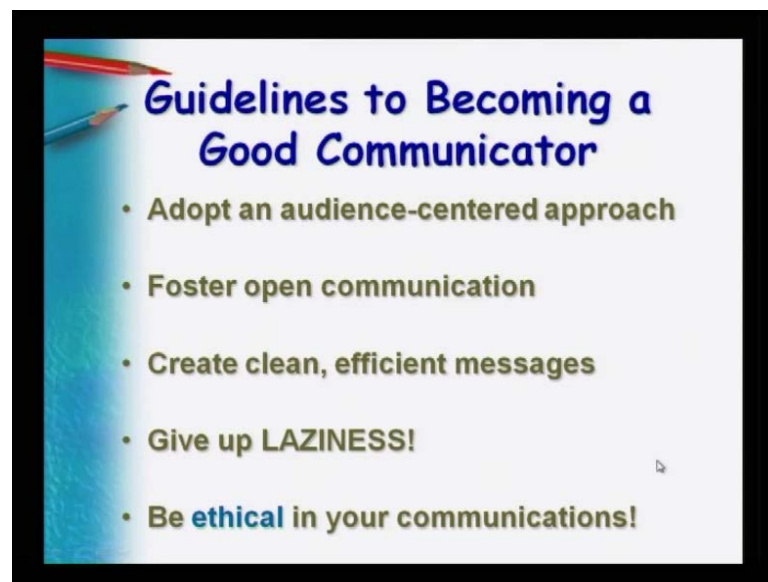 Guidelines to Becoming a
Good Communicator
• Adopt an audience-centered approach
• Foster open communication
• Create clean, efficient messages
• Give up LAZINESS!
• Be ethical in your communications!